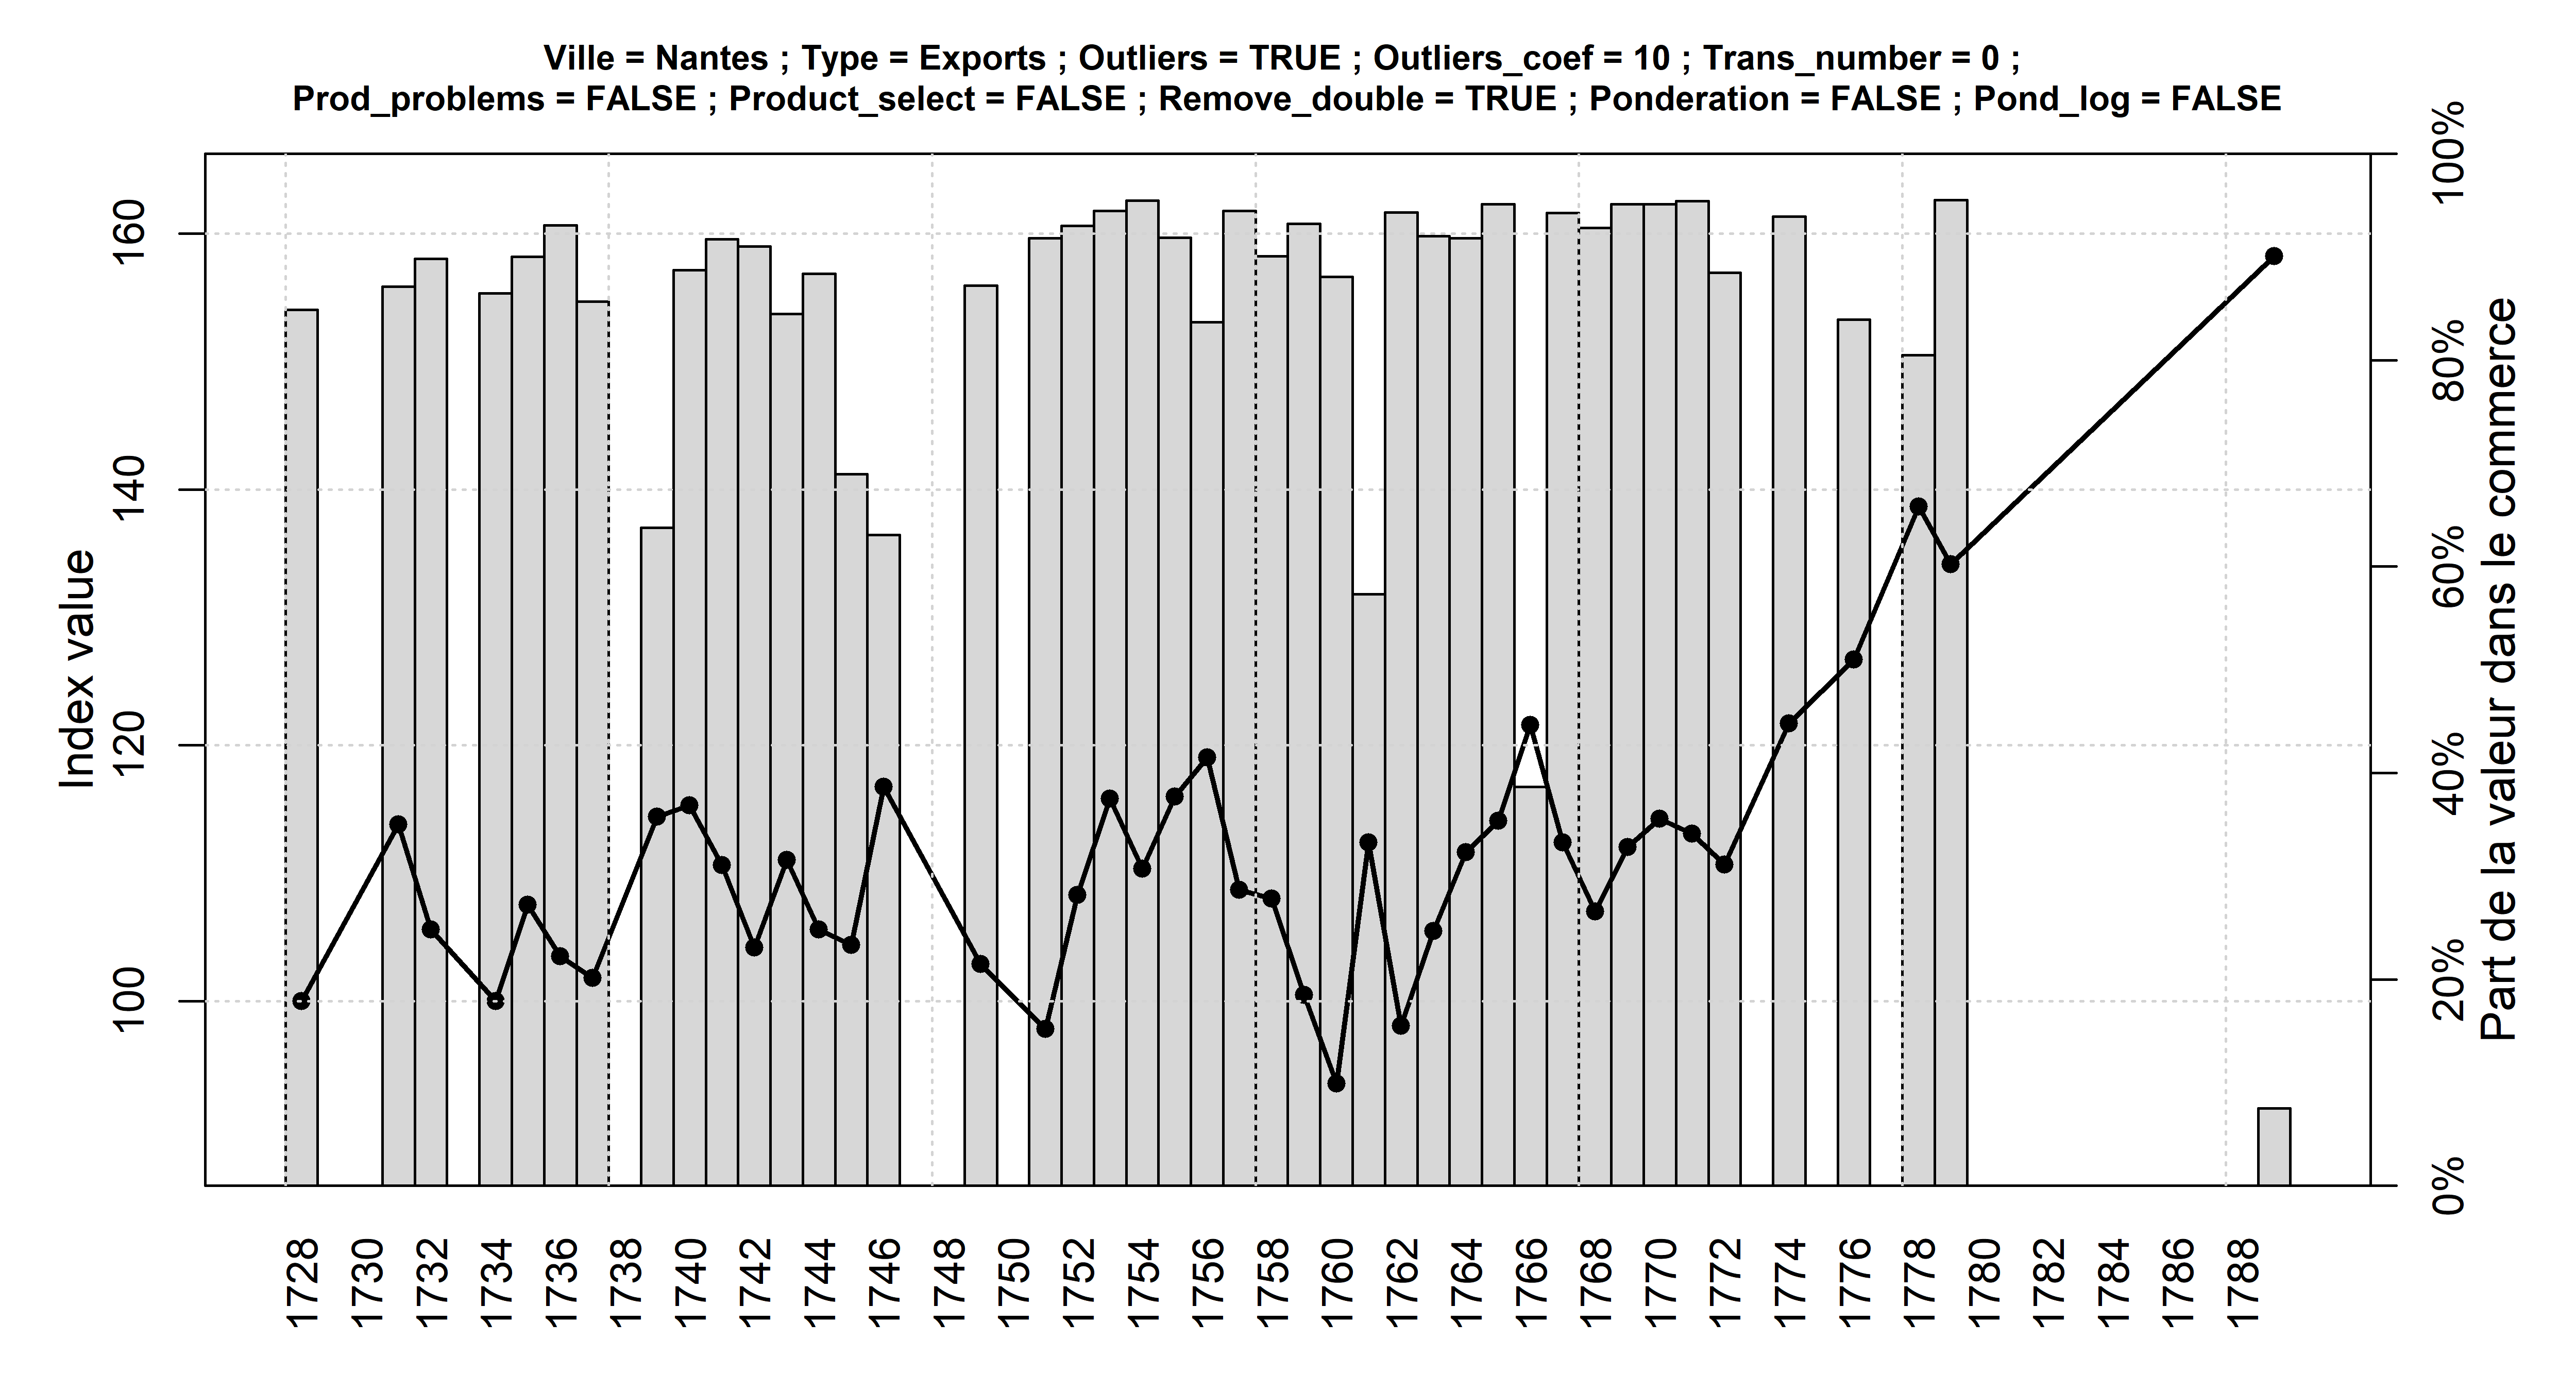 Ville = Nantes ; Type = Exports ; Outliers = TRUE ; Outliers_coef = 10 ; Trans_number = 0 ;
Prod_problems = FALSE ; Product_select = FALSE ; Remove_double = TRUE ; Ponderation = FALSE ; Pond_log = FALSE
Index value
160
140
120
100
100%
80%
60%
40%
20%
0%
Part de la valeur dans le commerce
1728 1730 1732 1734 1736 1738 1740 1742 1744 1746 1748 1750 1752 1754 1756 1758 1760 1762 1764 1766 1768 1770 1772 1774 1776 1778 1780 1782 1784 1786 1788